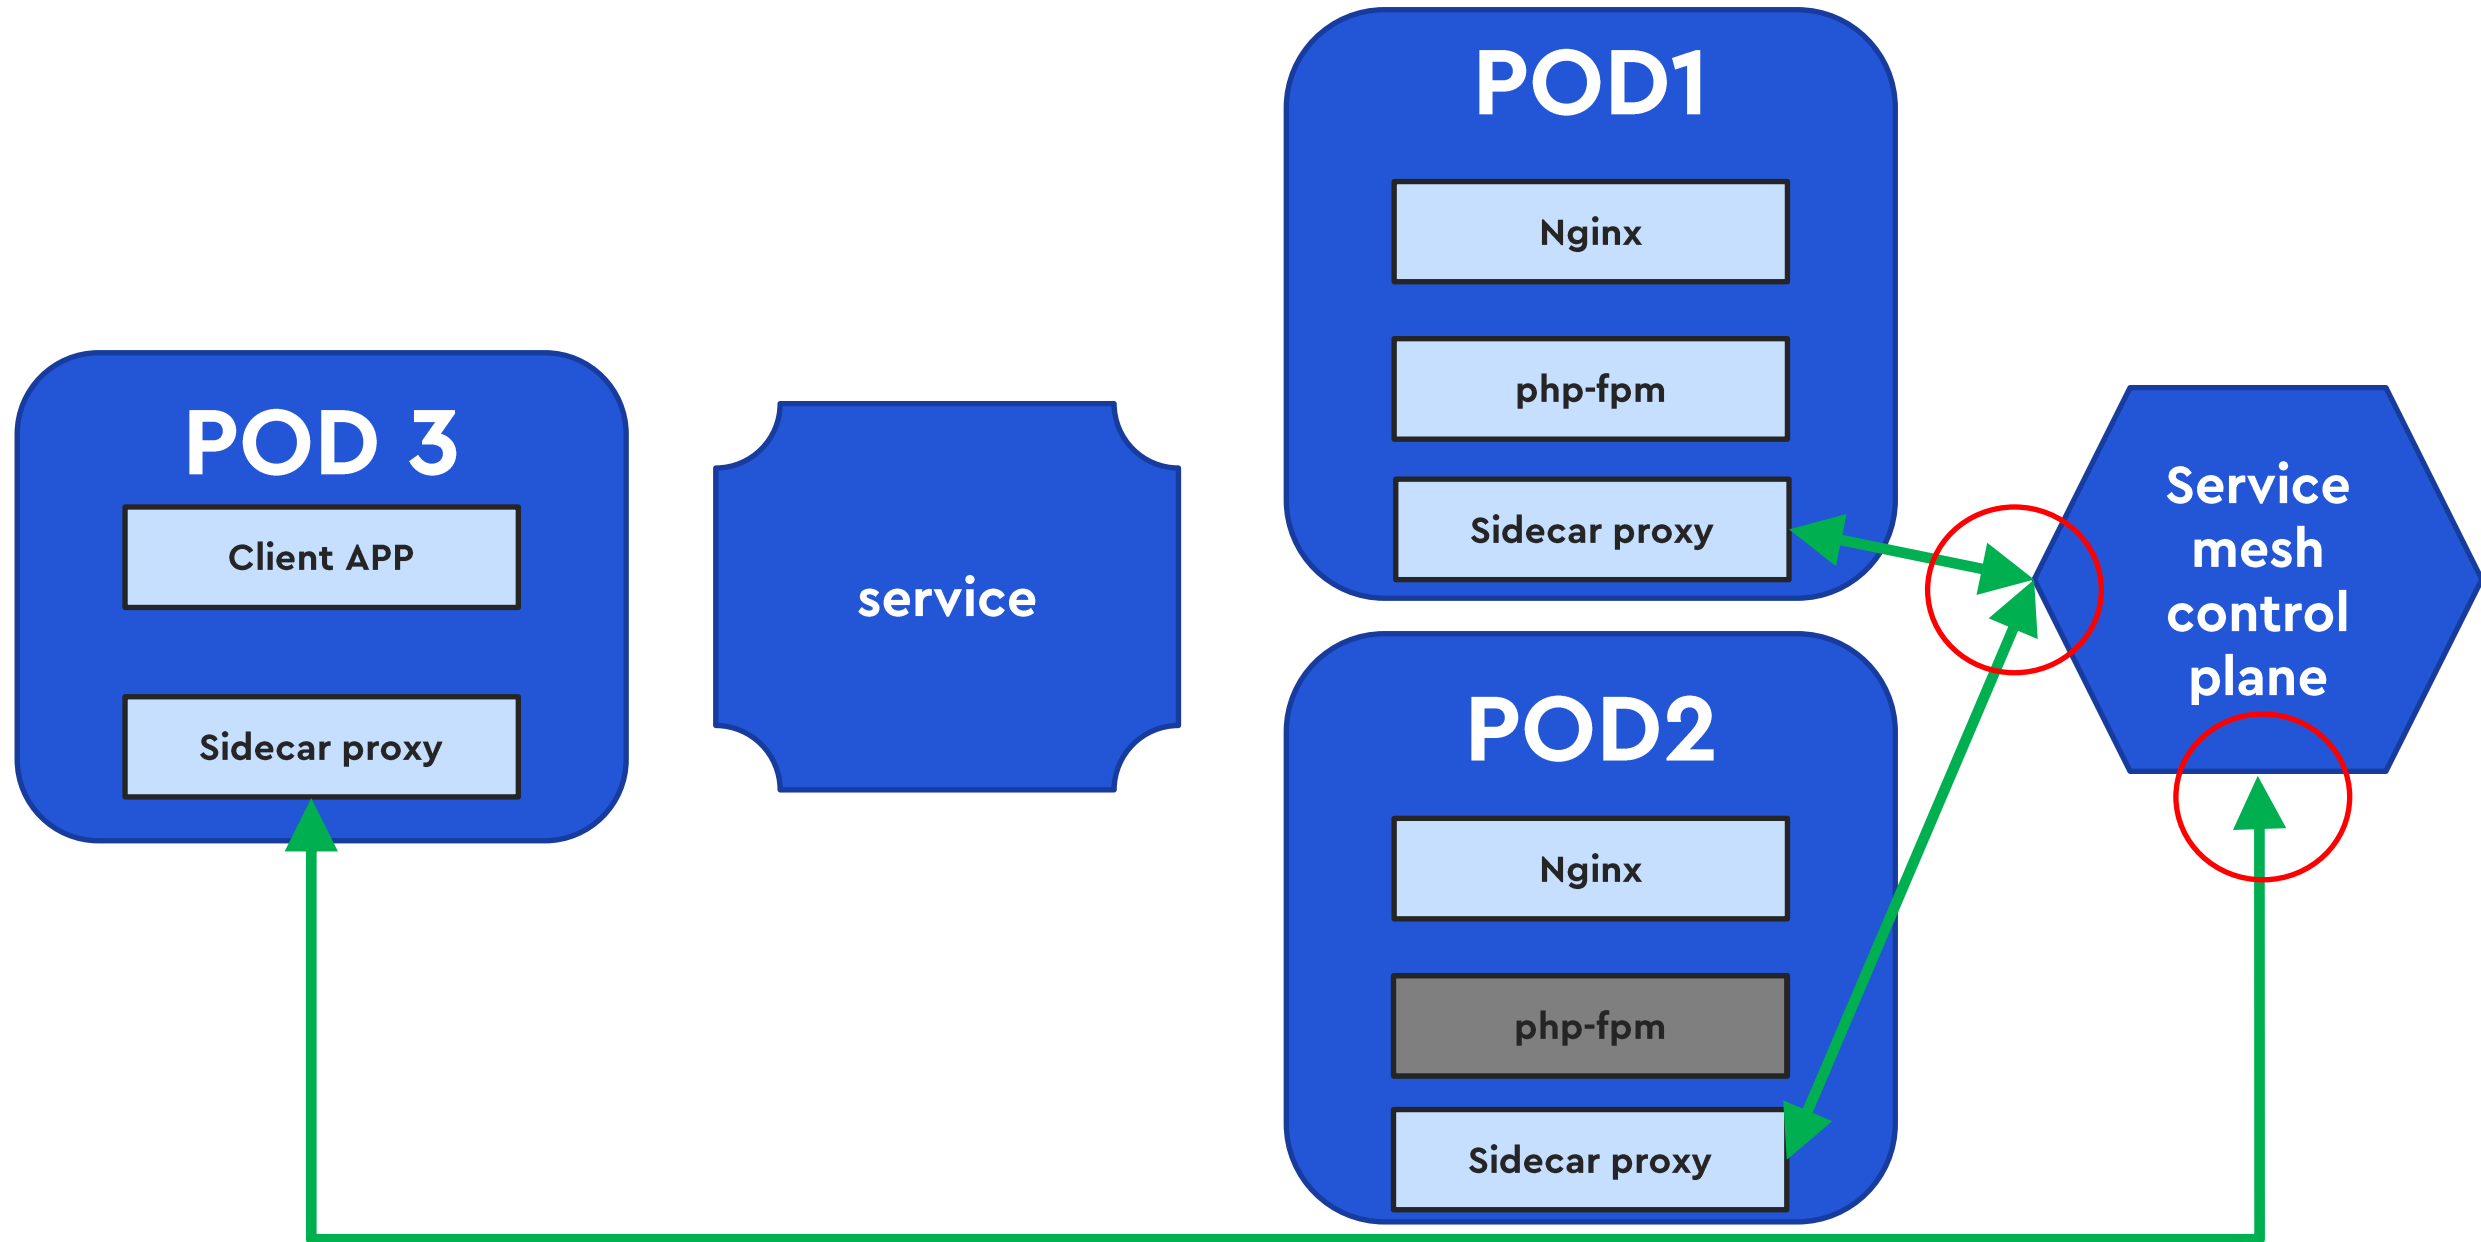 POD 3
Client APP
Sidecar proxy
service
POD1
Nginx
php-fpm
Sidecar proxy
POD2
Nginx
php-fpm
Sidecar proxy
Service
mesh
control
plane